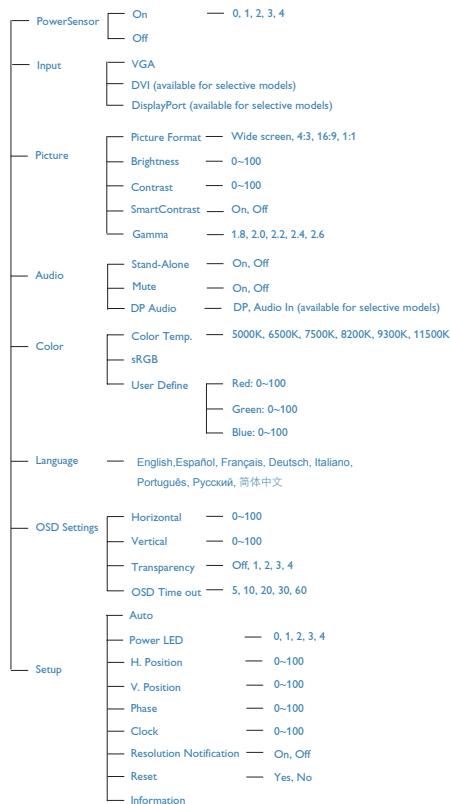 PowerSensor On 0, 1, 2, 3, 4
Off
Input VGA
DVI (available for selective models)
DisplayPort (available for selective models)
Picture Picture Format Wide screen, 4:3, 16:9, 1:1
Brightness 0~100
Contrast 0~100
SmartContrast On, Off
Gamma 1.8, 2.0, 2.2, 2.4, 2.6
Audio Stand-Alone On, Off
Mute On, Off
DP Audio DP, Audio In (available for selective models)
Color Color Temp. 5000K, 6500K, 7500K, 8200K, 9300K, 11500K
sRGB
User Define Red: 0~100
Green: 0~100
Blue: 0~100
Language English,Español, Français, Deutsch, Italiano,
Português, Русский, 简体中文
OSD Settings Horizontal 0~100
Vertical 0~100
Transparency Off, 1, 2, 3, 4
OSD Time out 5, 10, 20, 30, 60
Setup Auto
Power LED 0, 1, 2, 3, 4
H. Position 0~100
V. Position 0~100
Phase 0~100
Clock 0~100
Resolution Notification On, Off
Reset Yes, No
Information